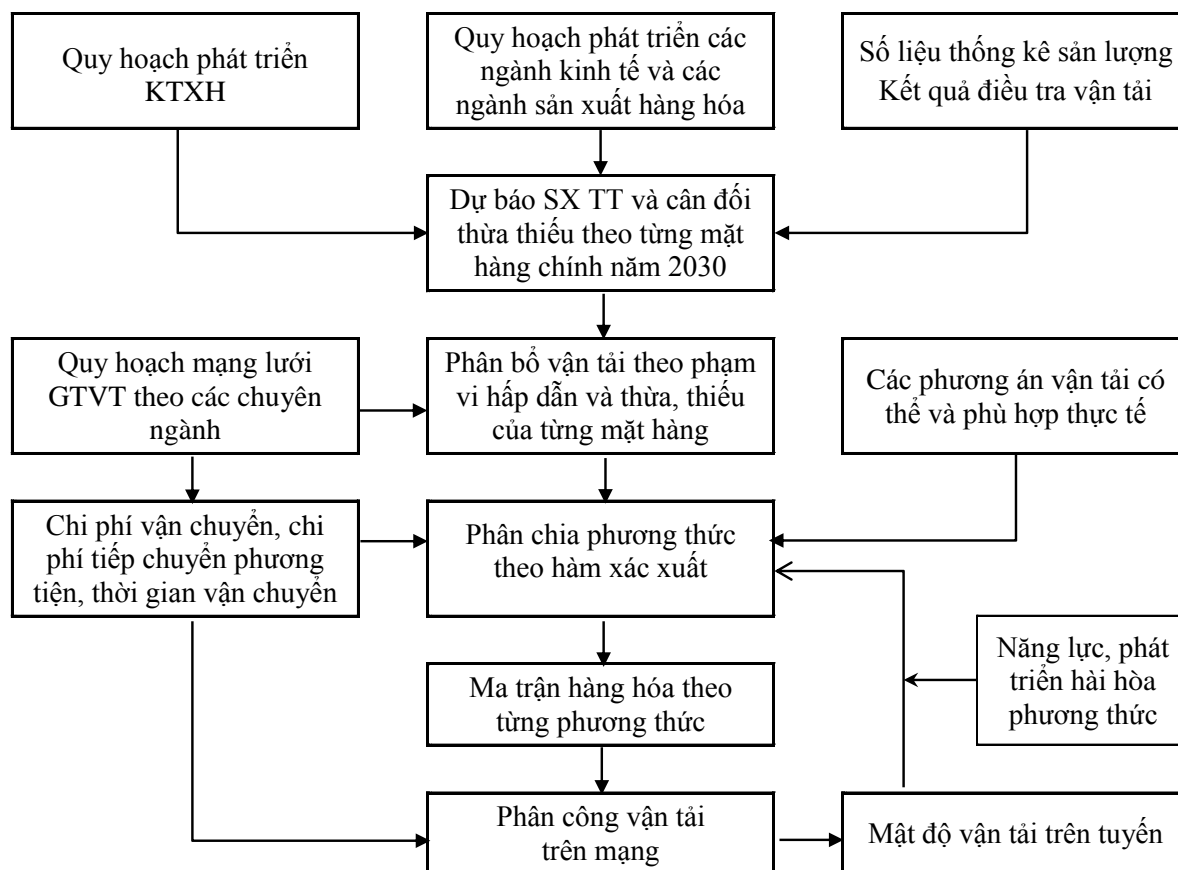 Quy hoạch phát triển
KTXH
Quy hoạch phát triển các
ngành kinh tế và các
ngành sản xuất hàng hóa
Số liệu thống kê sản lượng
Kết quả điều tra vận tải
Dự báo SX TT và cân đối
thừa thiếu theo từng mặt
hàng chính năm 2030
Quy hoạch mạng lưới
GTVT theo các chuyên
ngành
Phân bổ vận tải theo phạm
vi hấp dẫn và thừa, thiếu
của từng mặt hàng
Các phương án vận tải có
thể và phù hợp thực tế
Chi phí vận chuyển, chi
phí tiếp chuyển phương
tiện, thời gian vận chuyển
Phân chia phương thức
theo hàm xác xuất
Năng lực, phát
triển hài hòa
phương thức
Ma trận hàng hóa theo
từng phương thức
Phân công vận tải
trên mạng
Mật độ vận tải trên tuyến